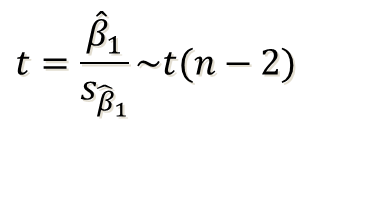 t = β̂₁ / s_β̂₁ ~t(n − 2)